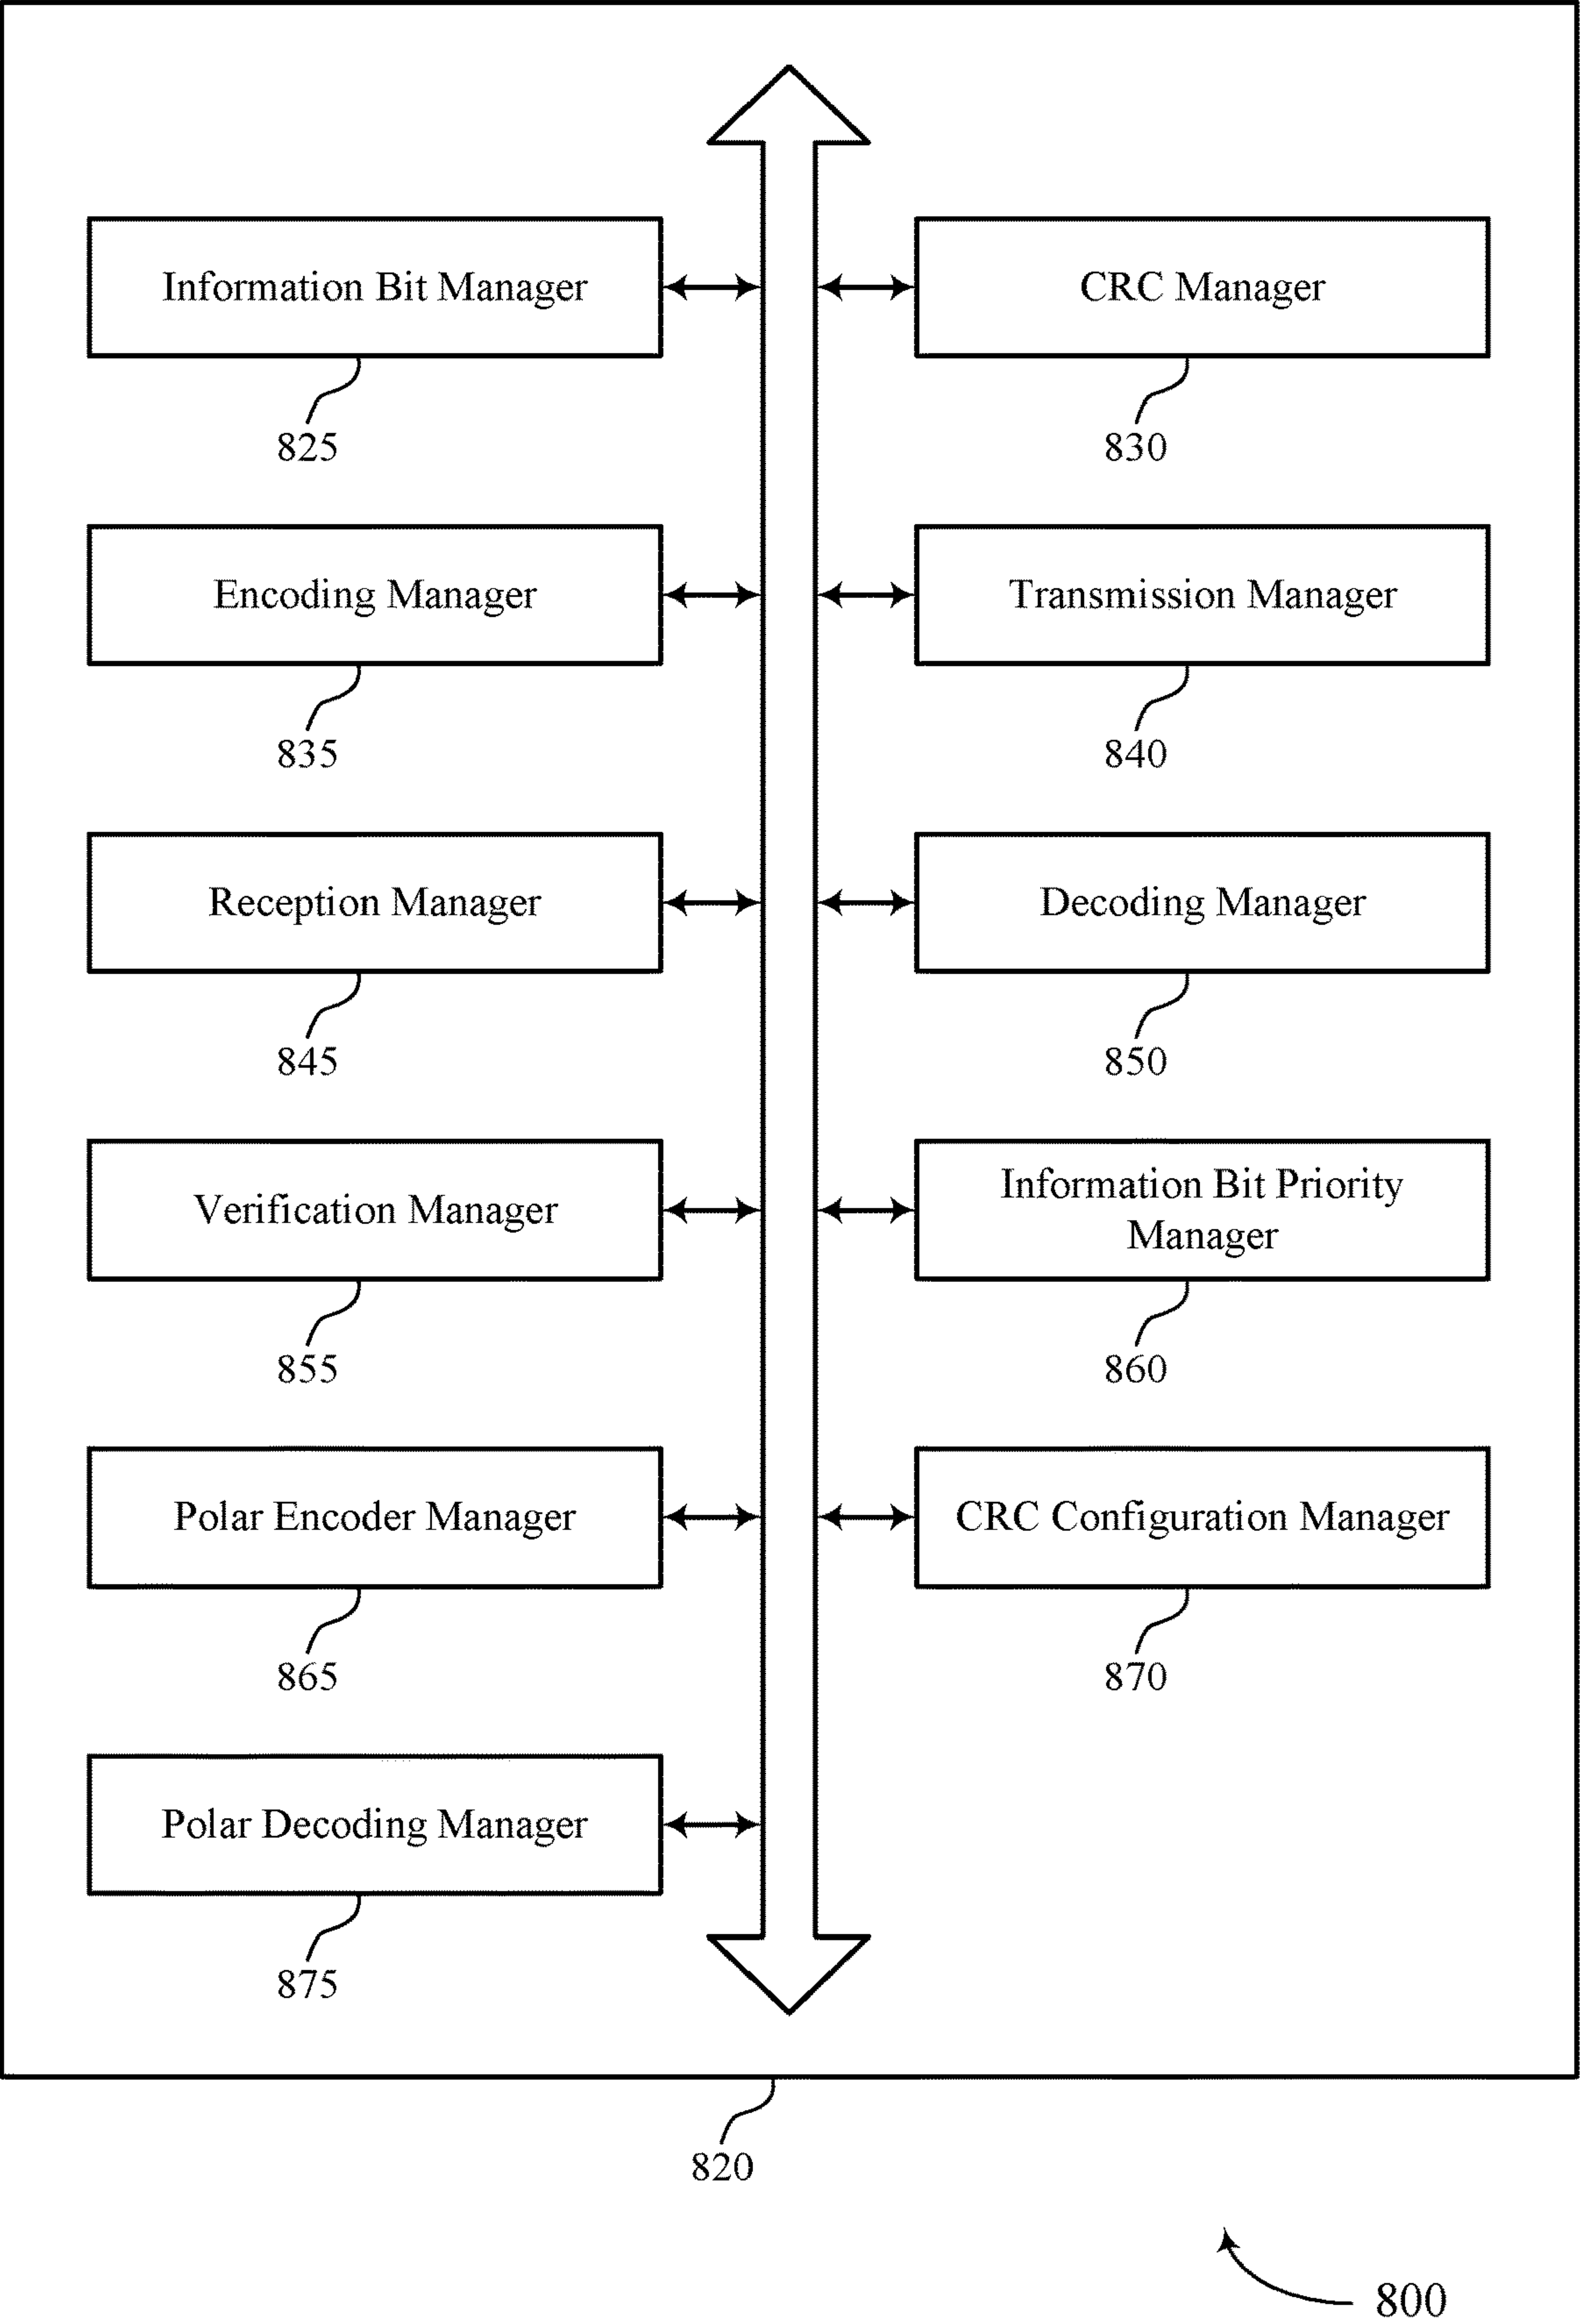 Information Bit Manager
CRC Manager
825
830
Encoding Manager
Transmission Manager
835
840
Reception Manager
Decoding Manager
845
850
Verification Manager
Information Bit Priority
Manager
855
860
Polar Encoder Manager
CRC Configuration Manager
865
870
Polar Decoding Manager
875
820
800